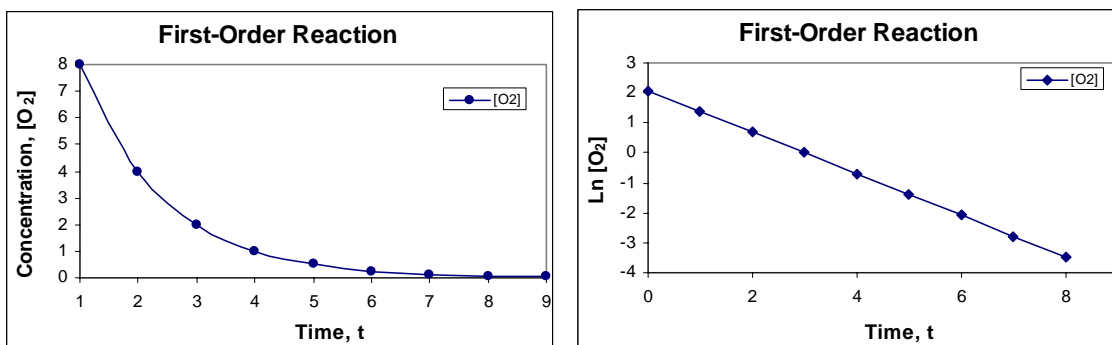 First-Order Reaction
Concentration, [O2]
8
7
6
5
4
3
2
1
0
[O2]
1 2 3 4 5 6 7 8 9
Time, t
First-Order Reaction
Ln [O2]
3
2
1
0
-1
-2
-3
-4
[O2]
0 2 4 6 8
Time, t